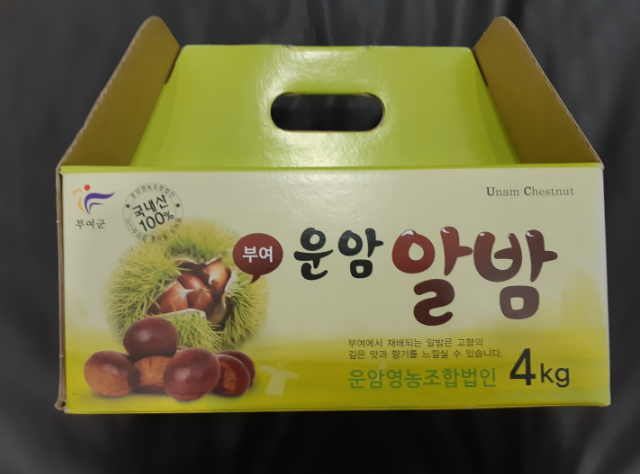 Unam Chestnut
부여군
국내산
100%
부여
운암 알밤
부여에서 재배되는 알밤은 고향의
깊은 맛과 향기를 느낄실 수 있습니다.
운암영농조합법인 4kg